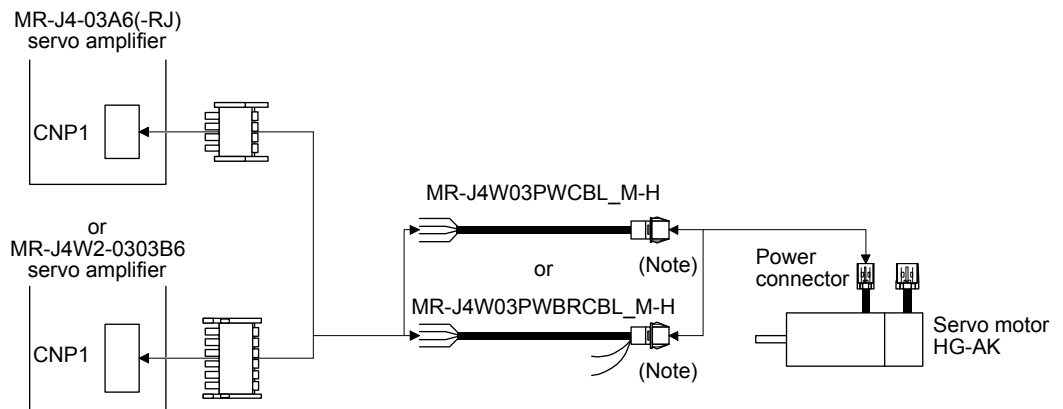 MR-J4-03A6(-RJ)
servo amplifier
CNP1
or
MR-J4W2-0303B6
servo amplifier
CNP1
MR-J4W03PWCBL_M-H
(Note)
or
MR-J4W03PWBRCBL_M-H
(Note)
Power
connector
Servo motor
HG-AK